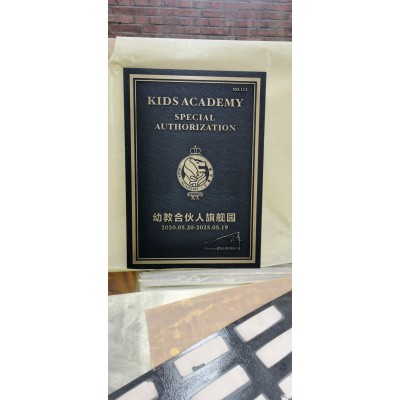 NO.111
KIDS ACADEMY
SPECIAL
AUTHORIZATION
幼教合伙人旗舰园
2020.05.20-2025.05.19